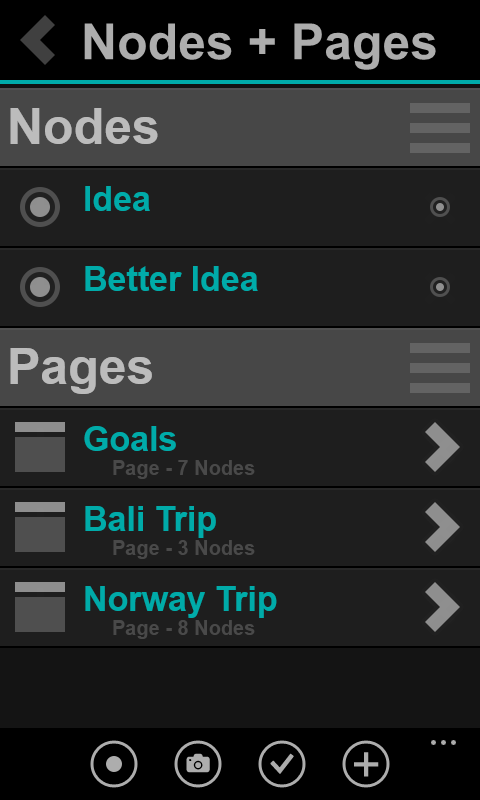 Nodes + Pages
Nodes
Idea
Better Idea
Pages
Goals
Page - 7 Nodes
Bali Trip
Page - 3 Nodes
Norway Trip
Page - 8 Nodes